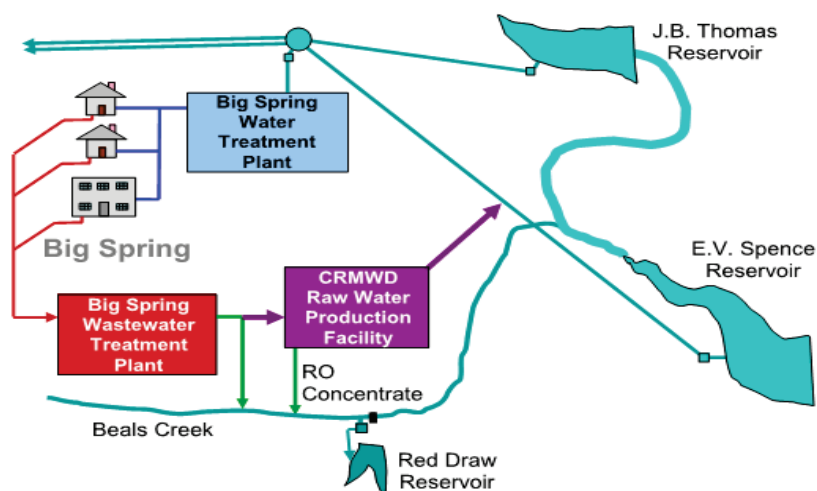 J.B. Thomas
Reservoir
Big Spring
Water
Treatment
Plant
Big Spring
E.V. Spence
Reservoir
CRMWD
Raw Water
Production
Facility
Big Spring
Wastewater
Treatment
Plant
RO
Concentrate
Beals Creek
Red Draw
Reservoir